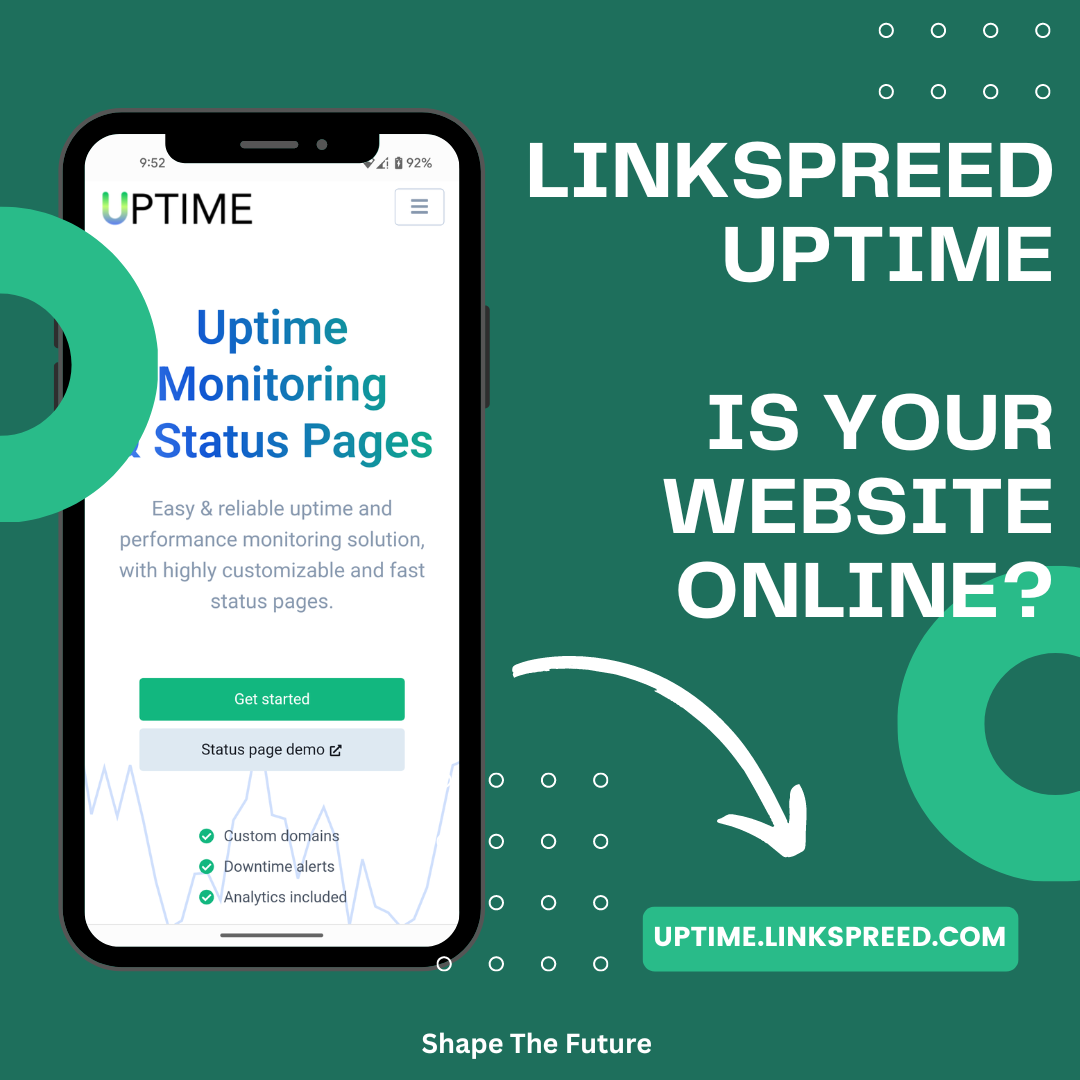 LINKSPREED
UPTIME
IS YOUR
WEBSITE
ONLINE?
9:52
92%
UPTIME
Uptime
Monitoring
& Status Pages
Easy & reliable uptime and
performance monitoring solution,
with highly customizable and fast
status pages.
Get started
Status page demo
Custom domains
Downtime alerts
Analytics included
UPTIME.LINKSPREED.COM
Shape The Future